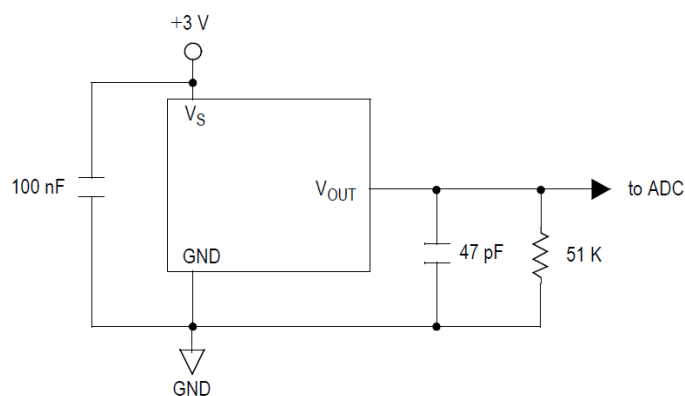 +3 V
VS
100 nF
VOUT
to ADC
GND
47 pF
51 K
GND